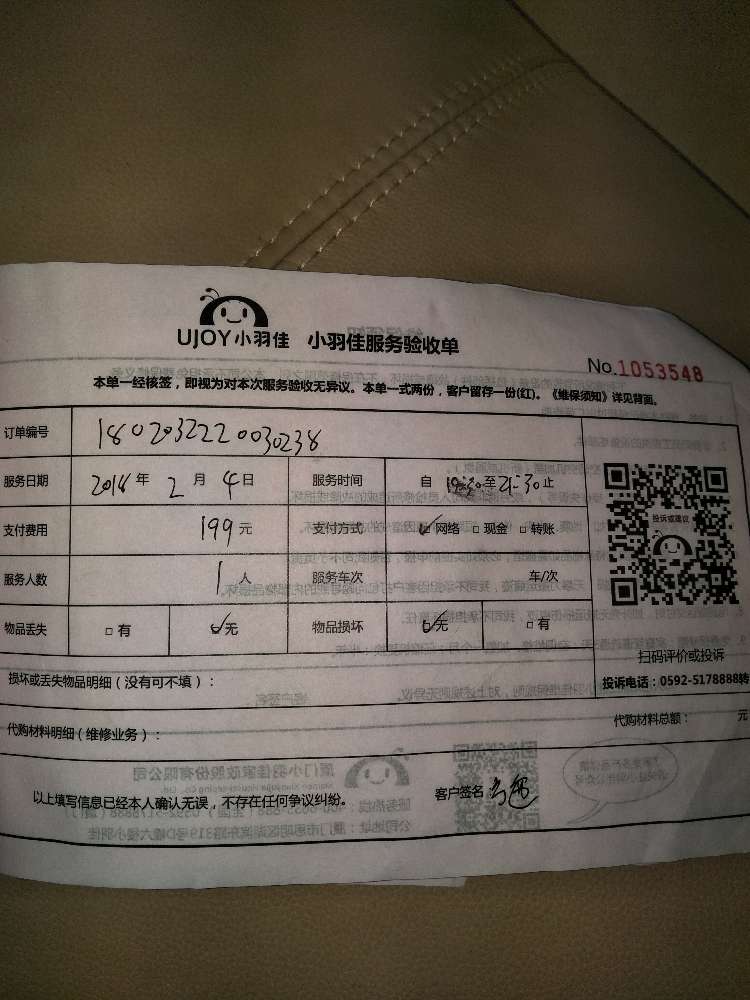 UJOY小羽佳 小羽佳服务验收单
No.1053548
本单一经核签，即视为对本次服务验收无异议。本单一式两份，客户留存一份(红)。《维保须知》详见背面。
订单编号 1802032220030238
服务日期 2018年 2月 4日 服务时间 自 至21:30止
支付费用 199元 支付方式 ☑网络 □现金 □转账
服务人数 1人 服务车次 车/次
物品丢失 □有 ☑无 物品损坏 ☑无 □有
投诉或建议
扫码评价或投诉
投诉电话：0592-5178888转
损坏或丢失物品明细（没有可不填）：
代购材料明细（维修业务）： 代购材料总额： 元
以上填写信息已经本人确认无误，不存在任何争议纠纷。 客户签名